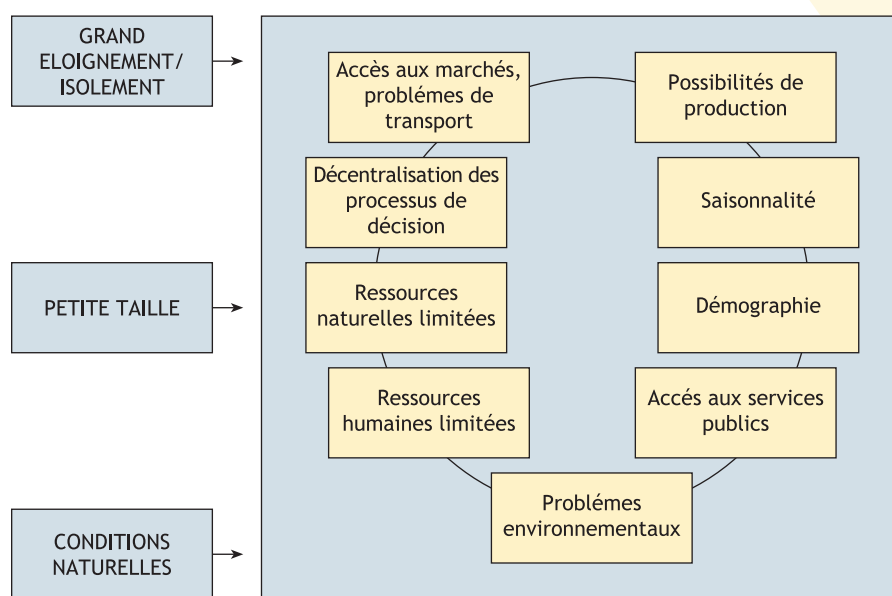 GRAND
ELOIGNEMENT/
ISOLEMENT
PETITE TAILLE
CONDITIONS
NATURELLES
Accès aux marchés,
problémes de
transport
Possibilités de
production
Décentralisation des
processus de
décision
Saisonnalité
Ressources
naturelles limitées
Démographie
Ressources
humaines limitées
Accés aux services
publics
Problémes
environnementaux